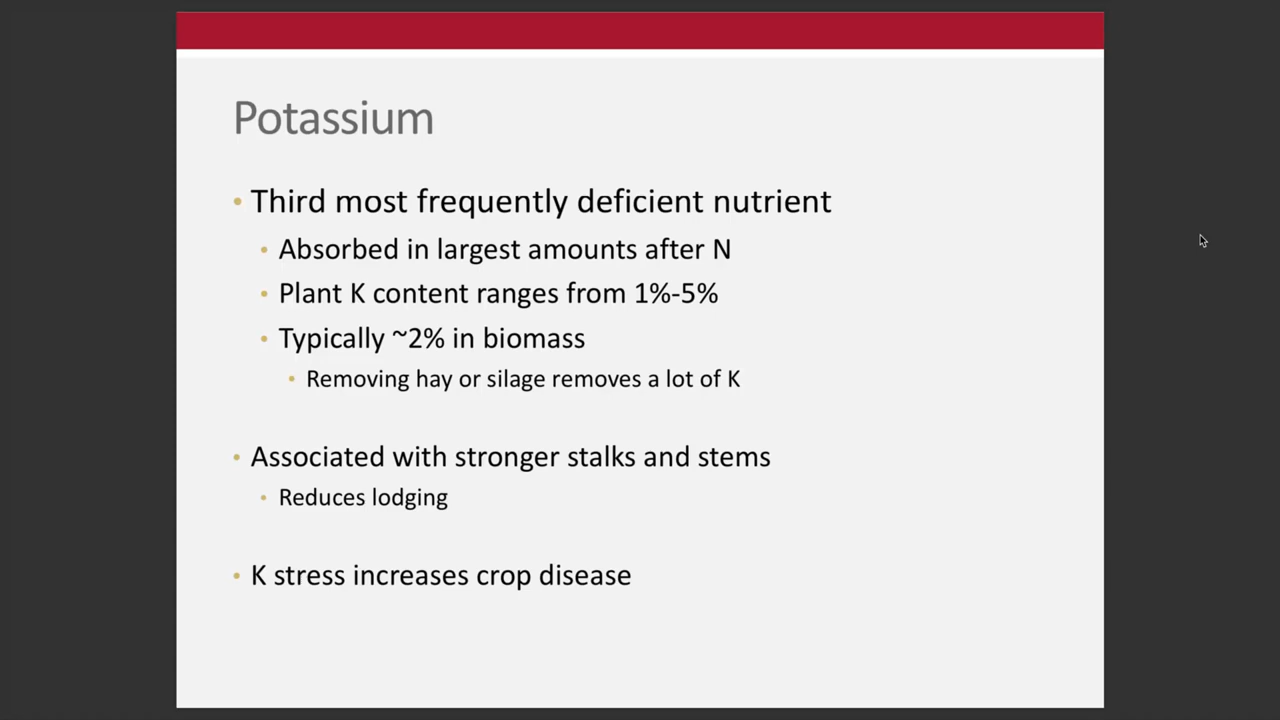 Potassium
• Third most frequently deficient nutrient
• Absorbed in largest amounts after N
• Plant K content ranges from 1%-5%
• Typically ~2% in biomass
• Removing hay or silage removes a lot of K
• Associated with stronger stalks and stems
• Reduces lodging
• K stress increases crop disease